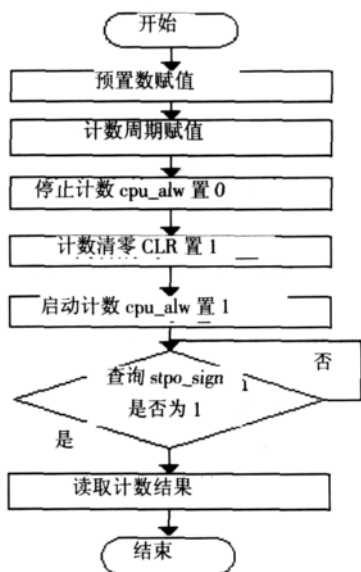 开始
预置数赋值
计数周期赋值
停止计数 cpu_alw 置 0
计数清零 CLR 置 1
启动计数 cpu_alw 置 1
查询 stpo_sign
否
是否为 1
是
读取计数结果
结束